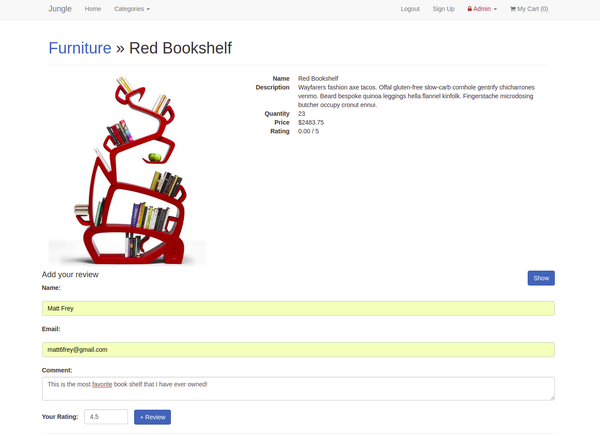 Jungle Home Categories Logout Sign Up Admin My Cart (0)
Furniture » Red Bookshelf
Name Red Bookshelf
Description Wayfarers fashion axe tacos. Offal gluten-free slow-carb cornhole gentrify chicharrones
venmo. Beard bespoke quinoa leggings hella flannel kinfolk. Fingerstache microdosing
butcher occupy cronut ennui.
Quantity 23
Price $2483.75
Rating 0.00 / 5
Add your review Show
Name:
Matt Frey
Email:
matt6frey@gmail.com
Comment:
This is the most favorite book shelf that I have ever owned!
Your Rating: 4.5 + Review